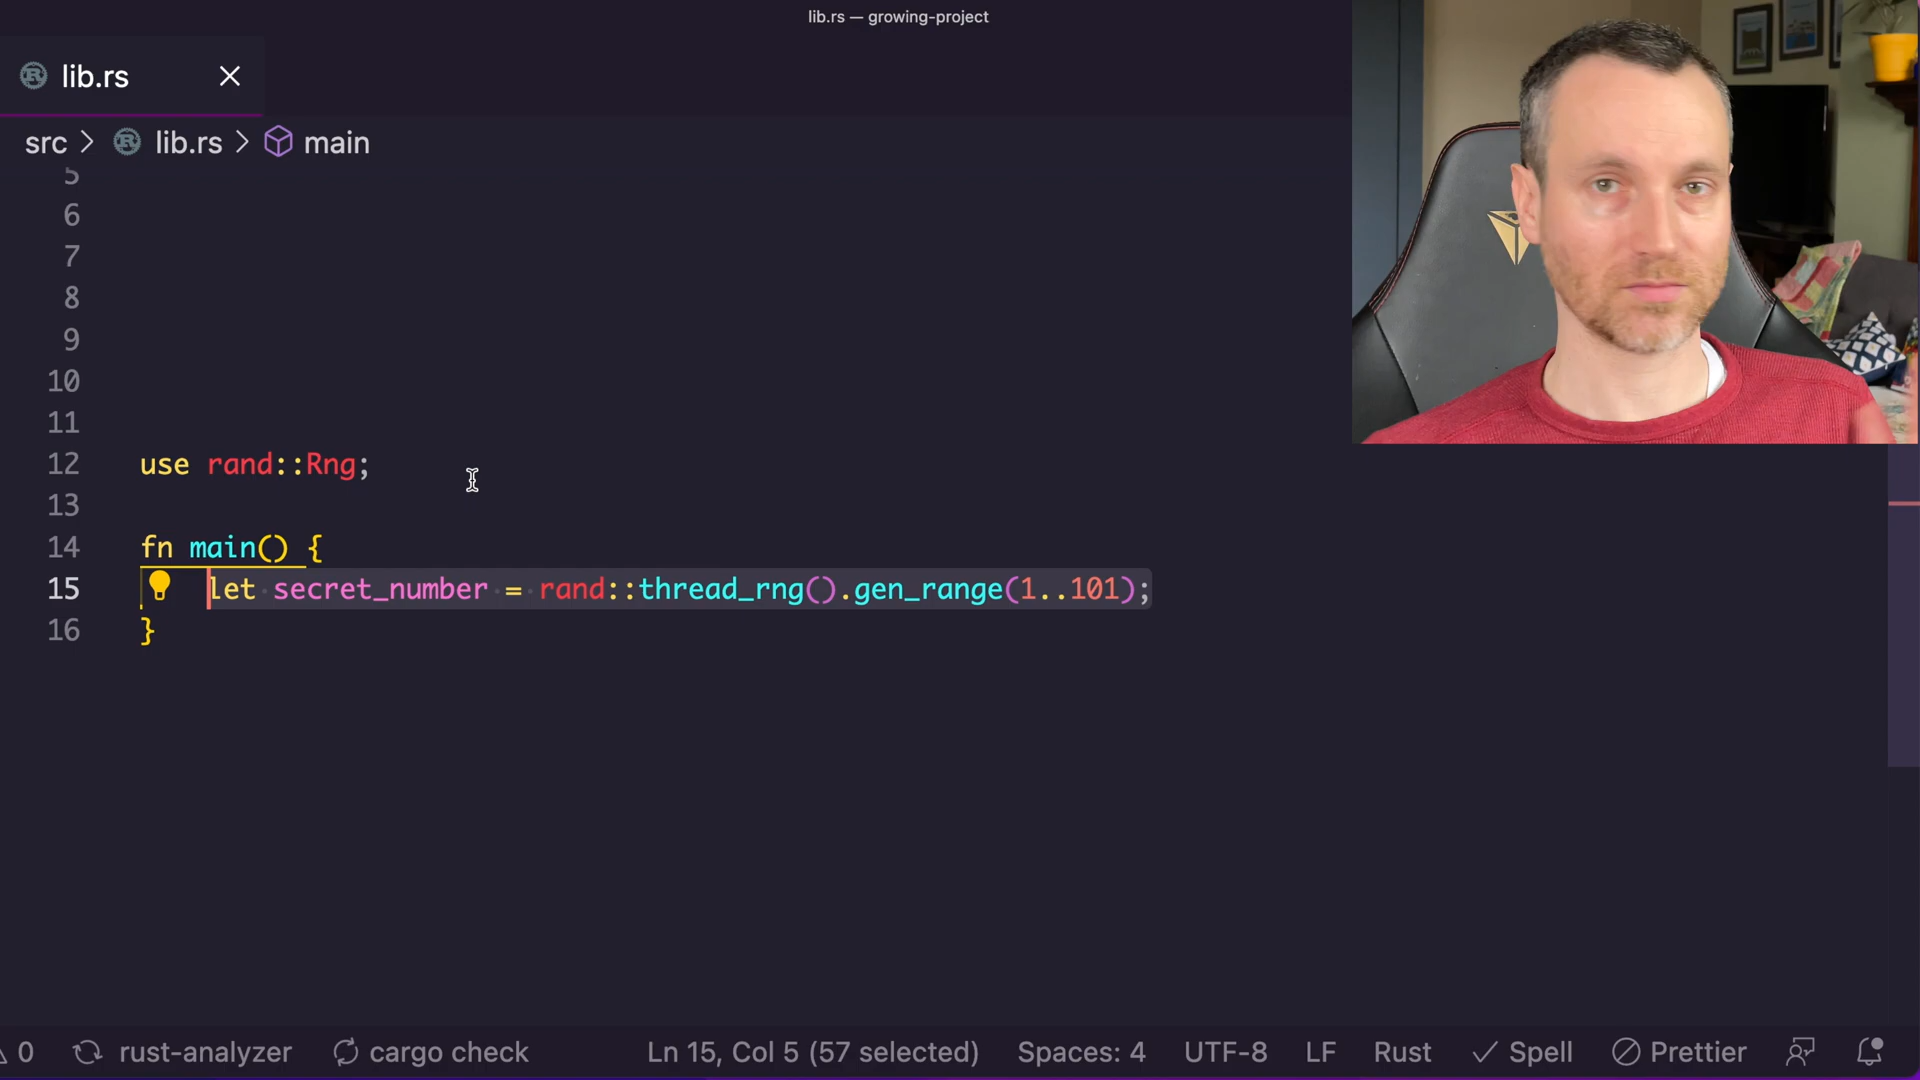 lib.rs — growing-project
lib.rs
src > lib.rs > main
5
6
7
8
9
10
11
12 use rand::Rng;
13
14 fn main() {
15 let secret_number = rand::thread_rng().gen_range(1..101);
16 }
0 rust-analyzer cargo check Ln 15, Col 5 (57 selected) Spaces: 4 UTF-8 LF Rust Spell Prettier